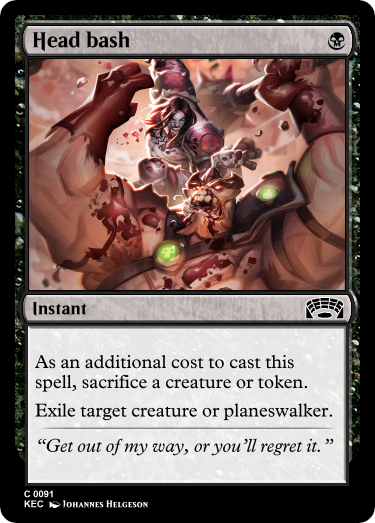 Head bash
Instant
As an additional cost to cast this
spell, sacrifice a creature or token.
Exile target creature or planeswalker.
“Get out of my way, or you’ll regret it.”
C 0091
KEC Johannes Helgeson